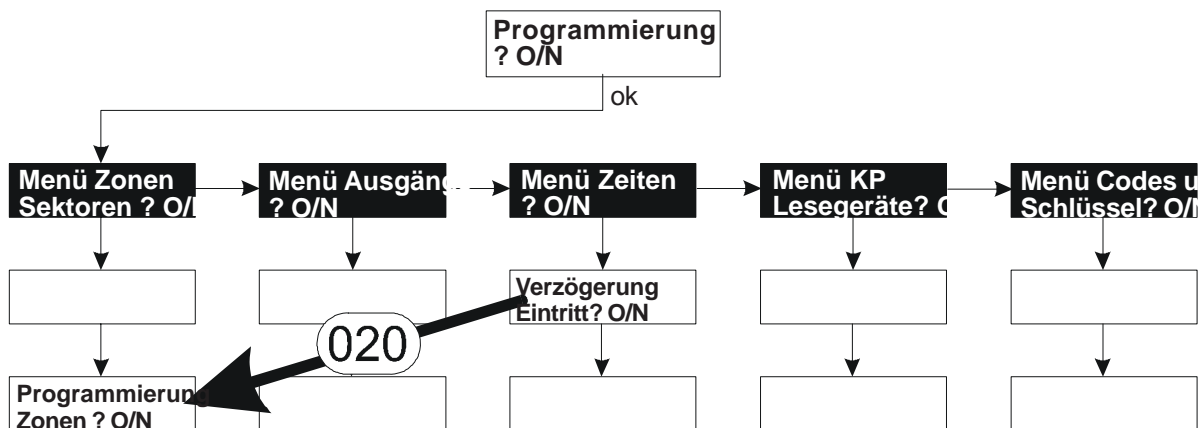 Programmierung
? O/N
ok
Menü Zonen
Sektoren ? O/
Menü Ausgän
? O/N
Menü Zeiten
? O/N
Menü KP
Lesegeräte?
Menü Codes u
Schlüssel? O/N
Verzögerung
Eintritt? O/N
020
Programmierung
Zonen ? O/N